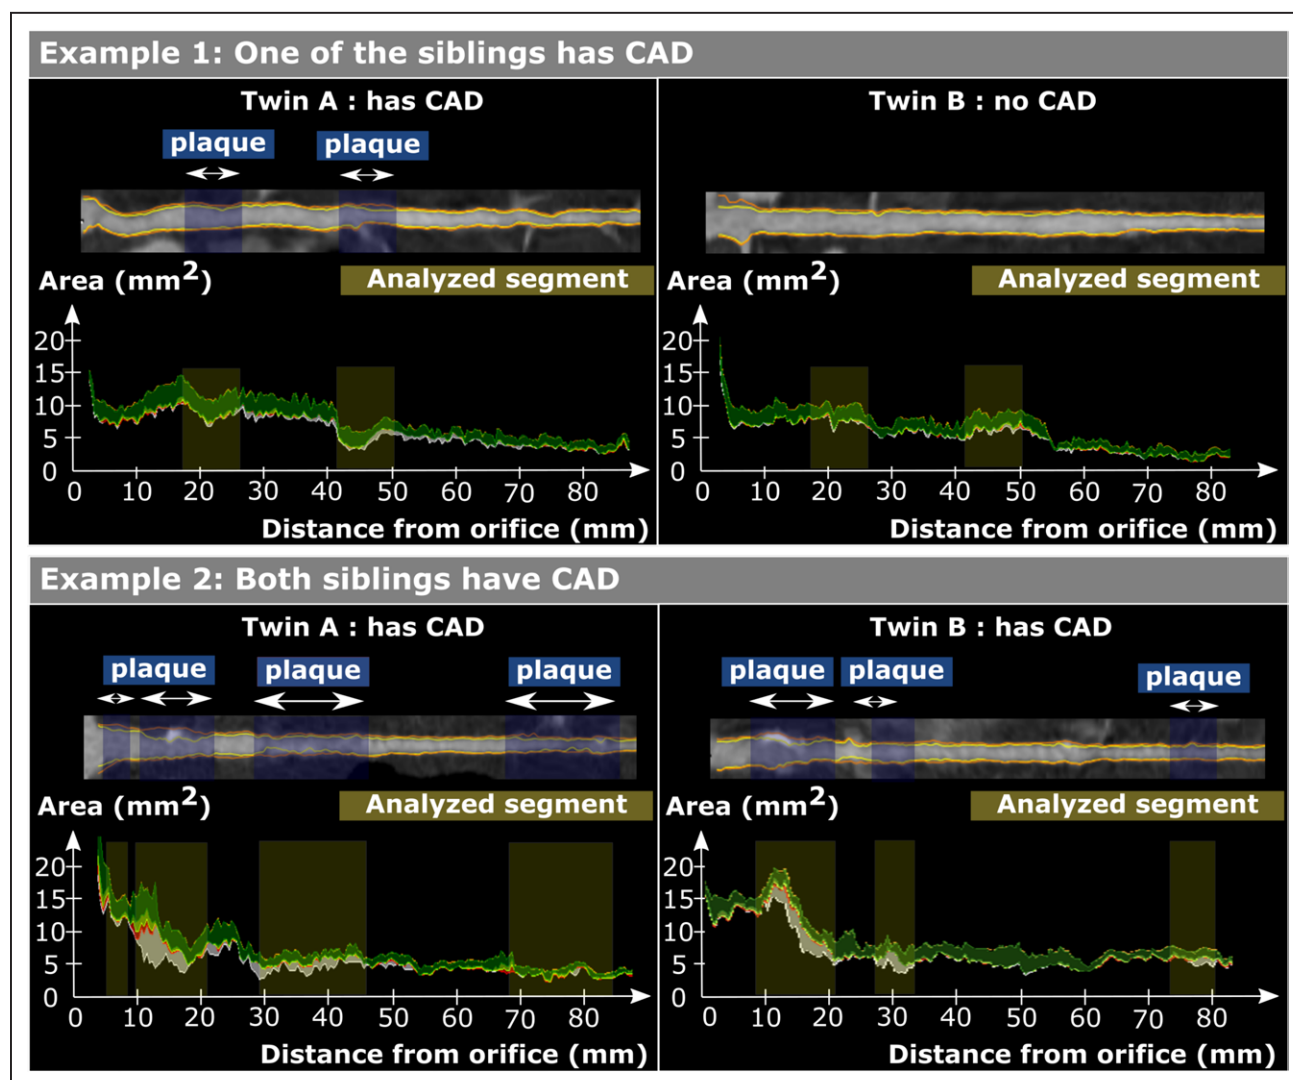 Example 1: One of the siblings has CAD
Twin A : has CAD
plaque plaque
Area (mm2)
Analyzed segment
20
15
10
5
0
0 10 20 30 40 50 60 70 80
Distance from orifice (mm)
Twin B : no CAD
Area (mm2)
Analyzed segment
20
15
10
5
0
0 10 20 30 40 50 60 70 80
Distance from orifice (mm)
Example 2: Both siblings have CAD
Twin A : has CAD
plaque plaque plaque
Area (mm2)
Analyzed segment
20
15
10
5
0
0 10 20 30 40 50 60 70 80
Distance from orifice (mm)
Twin B : has CAD
plaque plaque plaque
Area (mm2)
Analyzed segment
20
15
10
5
0
0 10 20 30 40 50 60 70 80
Distance from orifice (mm)